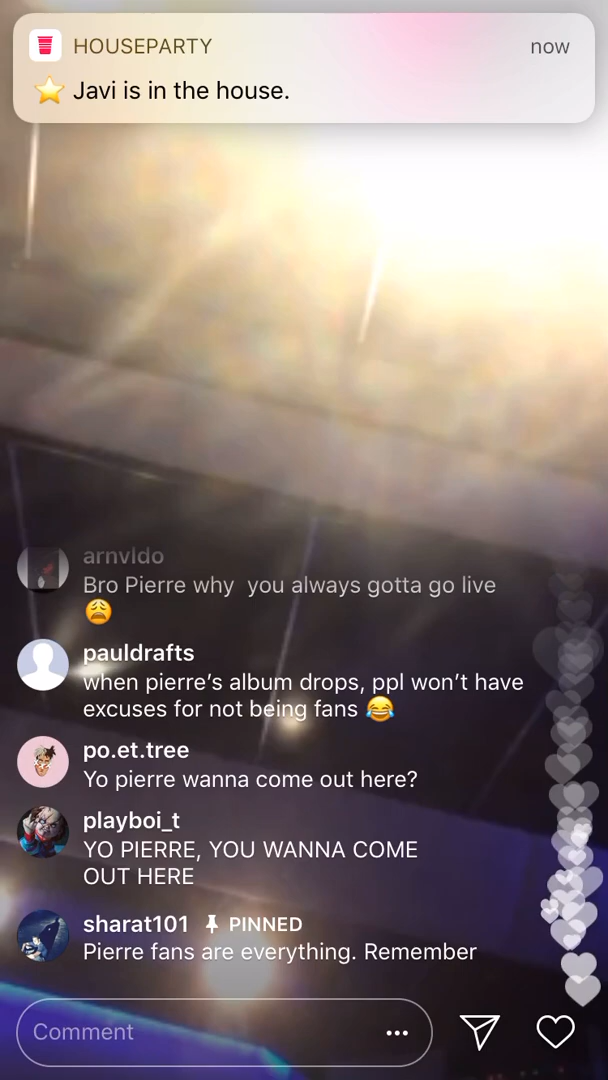 HOUSEPARTY now
⭐ Javi is in the house.
arnvldo
Bro Pierre why  you always gotta go live
😩
pauldrafts
when pierre’s album drops, ppl won’t have
excuses for not being fans 😂
po.et.tree
Yo pierre wanna come out here?
playboi_t
YO PIERRE, YOU WANNA COME
OUT HERE
sharat101 PINNED
Pierre fans are everything. Remember
Comment ...